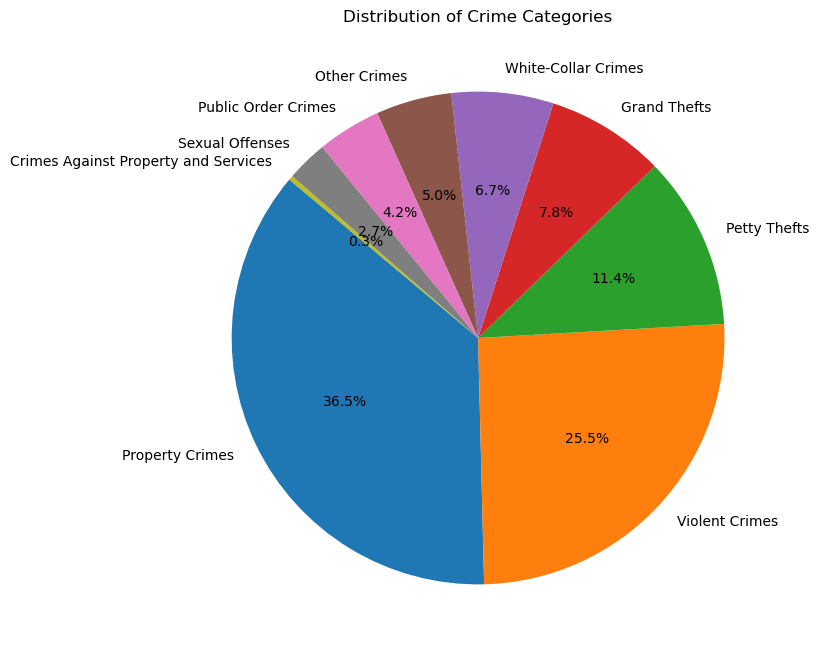 Distribution of Crime Categories
White-Collar Crimes
Other Crimes
Public Order Crimes
Grand Thefts
Sexual Offenses
Crimes Against Property and Services
Petty Thefts
Property Crimes
Violent Crimes
6.7%
5.0%
4.2%
7.8%
2.7%
0.3%
11.4%
36.5%
25.5%